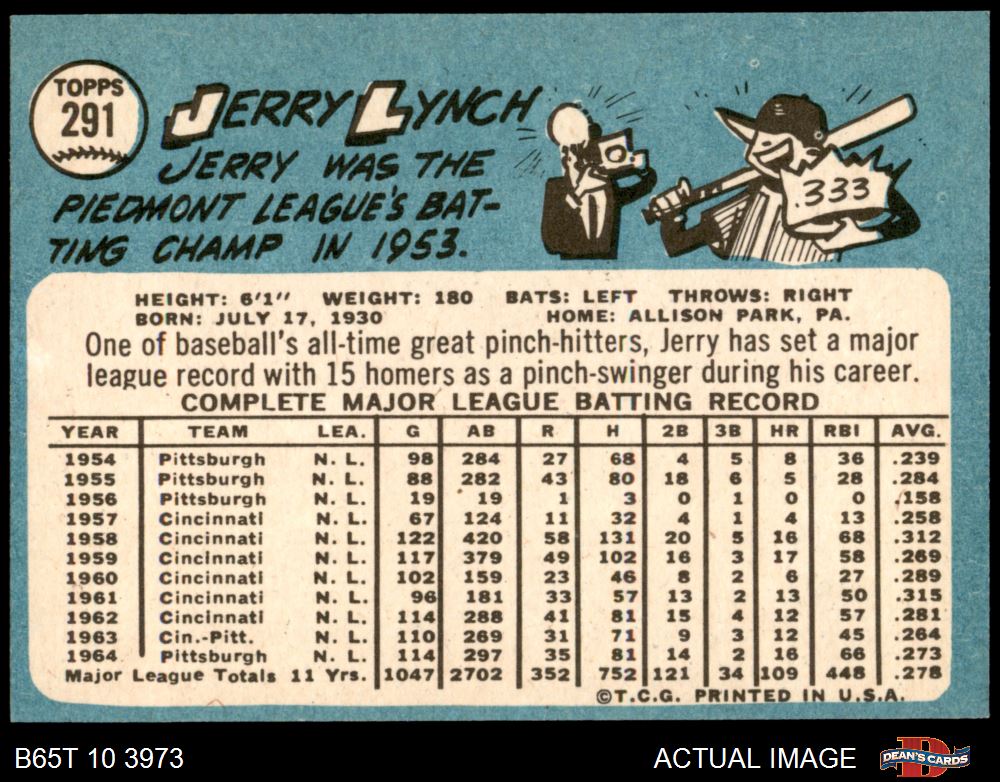 TOPPS
291
JERRY LYNCH
JERRY WAS THE
PIEDMONT LEAGUE'S BAT-
TING CHAMP IN 1953.
.333
HEIGHT: 6'1" WEIGHT: 180 BATS: LEFT THROWS: RIGHT
BORN: JULY 17, 1930 HOME: ALLISON PARK, PA.
One of baseball's all-time great pinch-hitters, Jerry has set a major
league record with 15 homers as a pinch-swinger during his career.
COMPLETE MAJOR LEAGUE BATTING RECORD
YEAR TEAM LEA. G AB R H 2B 3B HR RBI AVG.
1954 Pittsburgh N. L. 98 284 27 68 4 5 8 36 .239
1955 Pittsburgh N. L. 88 282 43 80 18 6 5 28 .284
1956 Pittsburgh N. L. 19 19 1 3 0 1 0 0 .158
1957 Cincinnati N. L. 67 124 11 32 4 1 4 13 .258
1958 Cincinnati N. L. 122 420 58 131 20 5 16 68 .312
1959 Cincinnati N. L. 117 379 49 102 16 3 17 58 .269
1960 Cincinnati N. L. 102 159 23 46 8 2 6 27 .289
1961 Cincinnati N. L. 96 181 33 57 13 2 13 50 .315
1962 Cincinnati N. L. 114 288 41 81 15 4 12 57 .281
1963 Cin.-Pitt. N. L. 110 269 31 71 9 3 12 45 .264
1964 Pittsburgh N. L. 114 297 35 81 14 2 16 66 .273
Major League Totals 11 Yrs. 1047 2702 352 752 121 34 109 448 .278
©T.C.G. PRINTED IN U.S.A.
B65T 10 3973 ACTUAL IMAGE DEAN'S CARDS